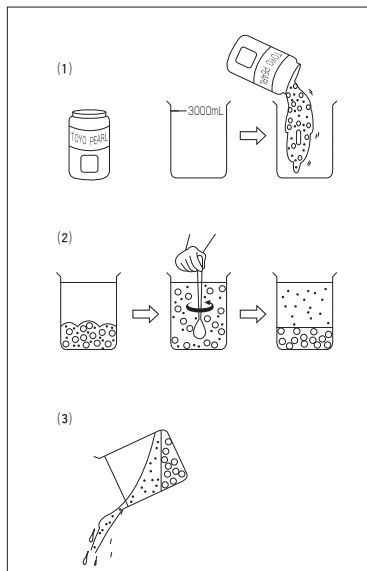 (1)
TOYO PEARL
3000mL
TOYO PEARL
(2)
(3)